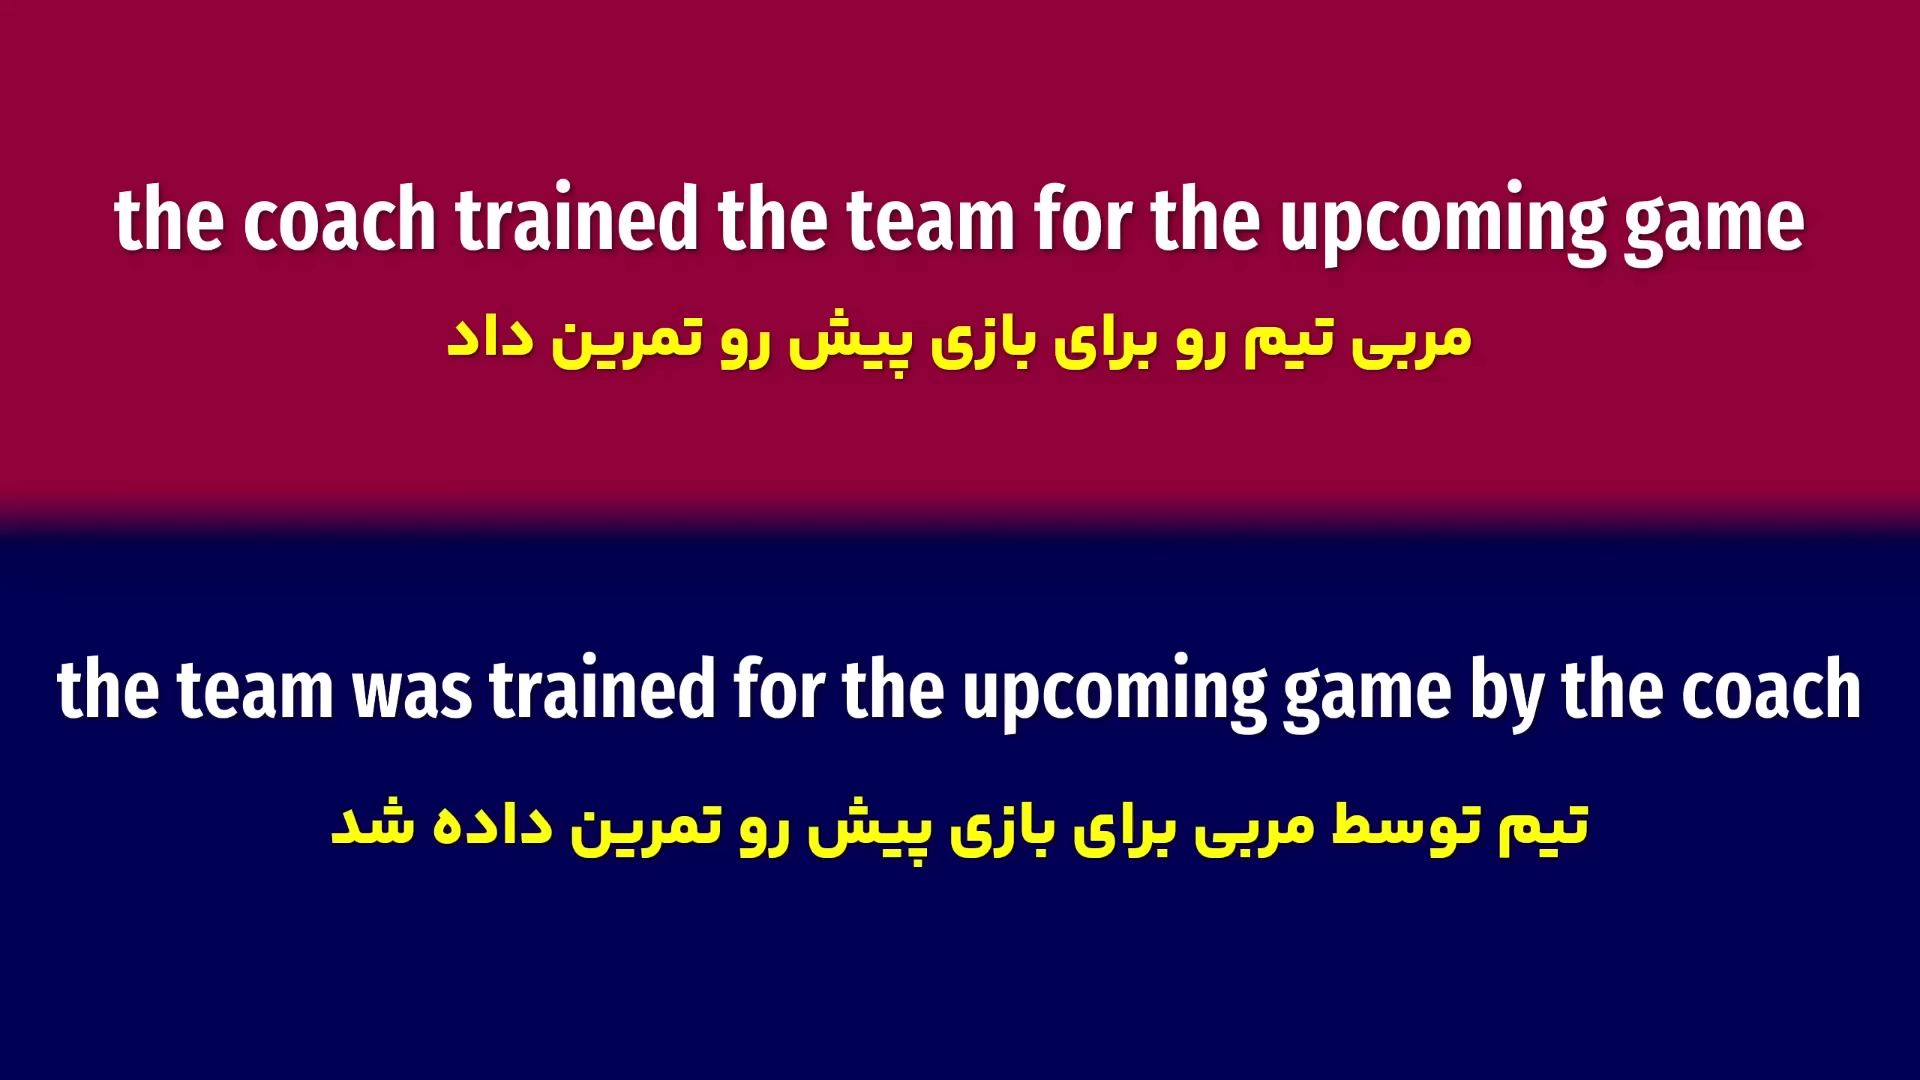 the coach trained the team for the upcoming game
مربی تیم رو برای بازی پیش رو تمرین داد
the team was trained for the upcoming game by the coach
تیم توسط مربی برای بازی پیش رو تمرین داده شد